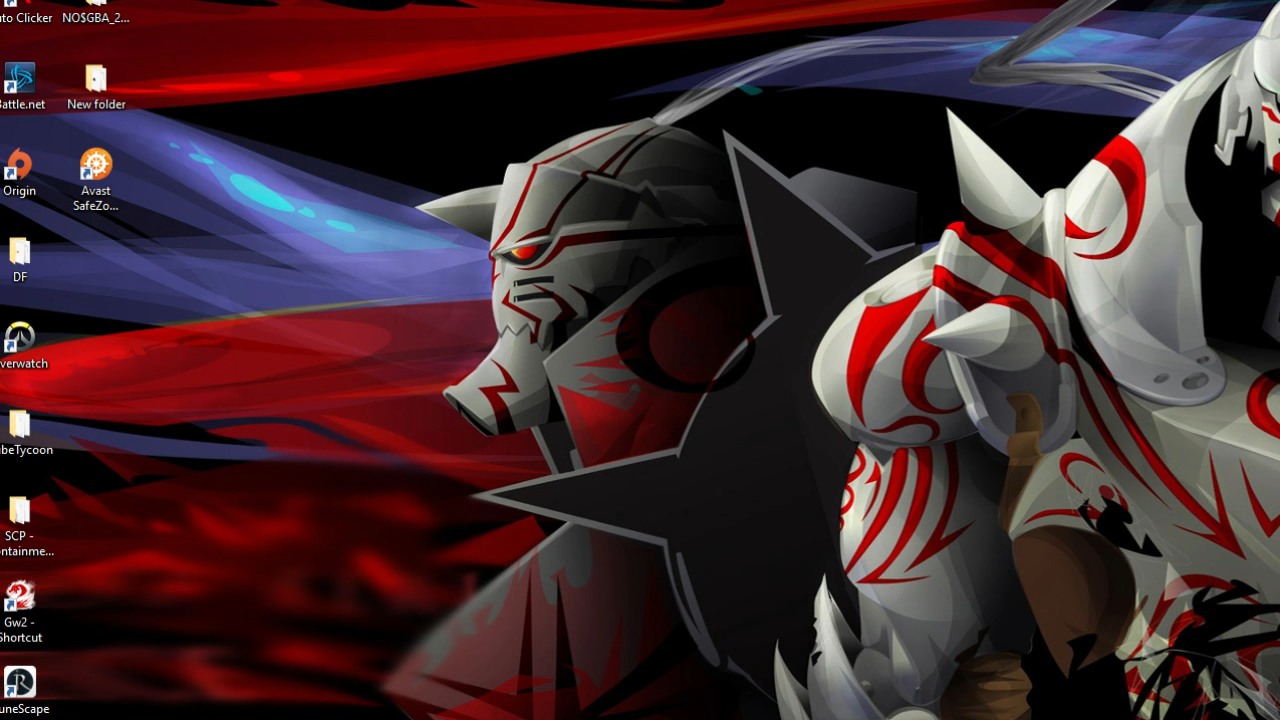 to Clicker
NO$GBA_2...
Battle.net
New folder
Origin
Avast
SafeZo...
DF
verwatch
beTycoon
SCP -
ntainme...
Gw2 -
Shortcut
uneScape